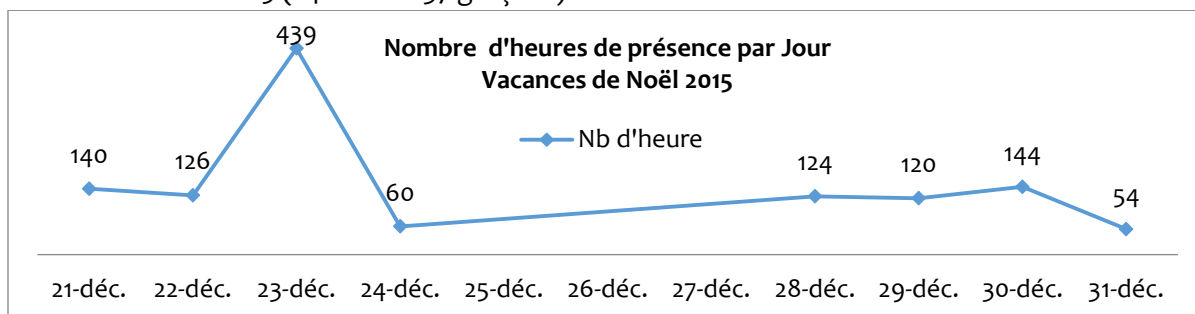 439
Nombre d'heures de présence par Jour
Vacances de Noël 2015
Nb d'heure
140
126
60
124
120
144
54
21-déc. 22-déc. 23-déc. 24-déc. 25-déc. 26-déc. 27-déc. 28-déc. 29-déc. 30-déc. 31-déc.